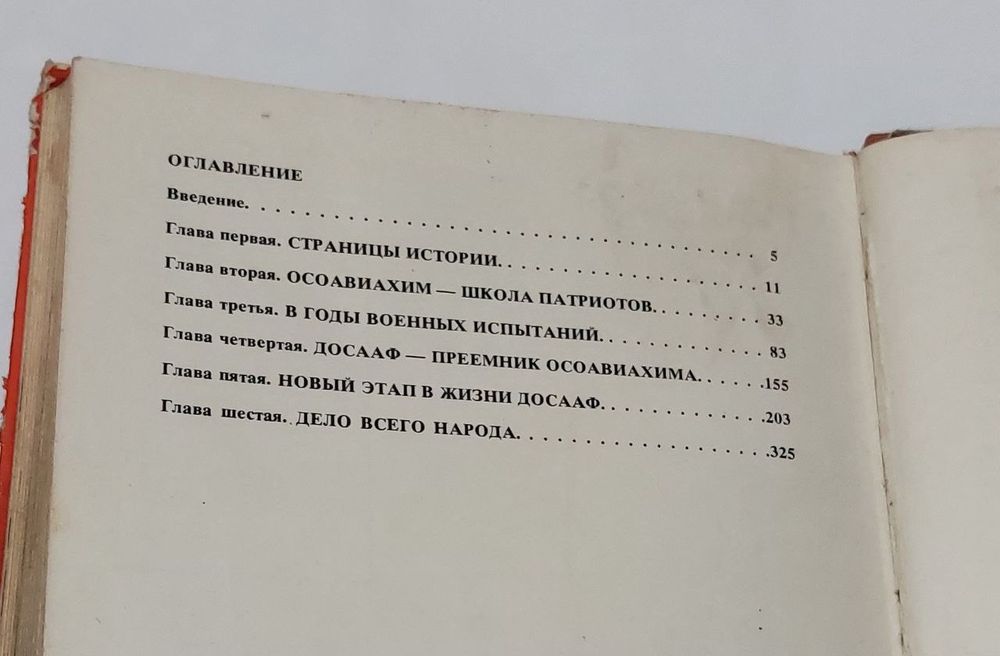 ОГЛАВЛЕНИЕ
Введение. . . . . . . . . . . . . . . . . . . . . . . . . . . . . . . . . . . 5
Глава первая. СТРАНИЦЫ ИСТОРИИ. . . . . . . . . . . . . . . . . . 11
Глава вторая. ОСОАВИАХИМ — ШКОЛА ПАТРИОТОВ. . . . . . . . 33
Глава третья. В ГОДЫ ВОЕННЫХ ИСПЫТАНИЙ. . . . . . . . . . . . 83
Глава четвертая. ДОСААФ — ПРЕЕМНИК ОСОАВИАХИМА. . . . . .155
Глава пятая. НОВЫЙ ЭТАП В ЖИЗНИ ДОСААФ. . . . . . . . . . . .203
Глава шестая. ДЕЛО ВСЕГО НАРОДА. . . . . . . . . . . . . . . . . .325